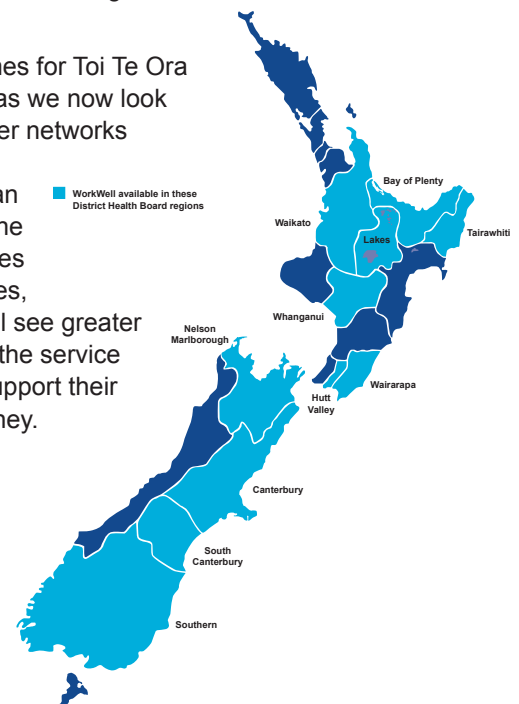 nes for Toi Te Ora
as we now look
er networks
an
ne
es
es,
l see greater
the service
upport their
ney.
WorkWell available in these
District Health Board regions
Bay of Plenty
Waikato
Tairawhiti
Lakes
Whanganui
Nelson
Marlborough
Wairarapa
Hutt
Valley
Canterbury
South
Canterbury
Southern